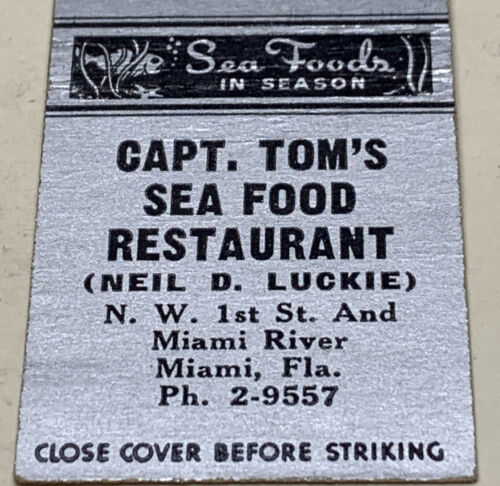 Sea Foods
IN SEASON
CAPT. TOM'S
SEA FOOD
RESTAURANT
(NEIL D. LUCKIE)
N. W. 1st St. And
Miami River
Miami, Fla.
Ph. 2-9557
CLOSE COVER BEFORE STRIKING